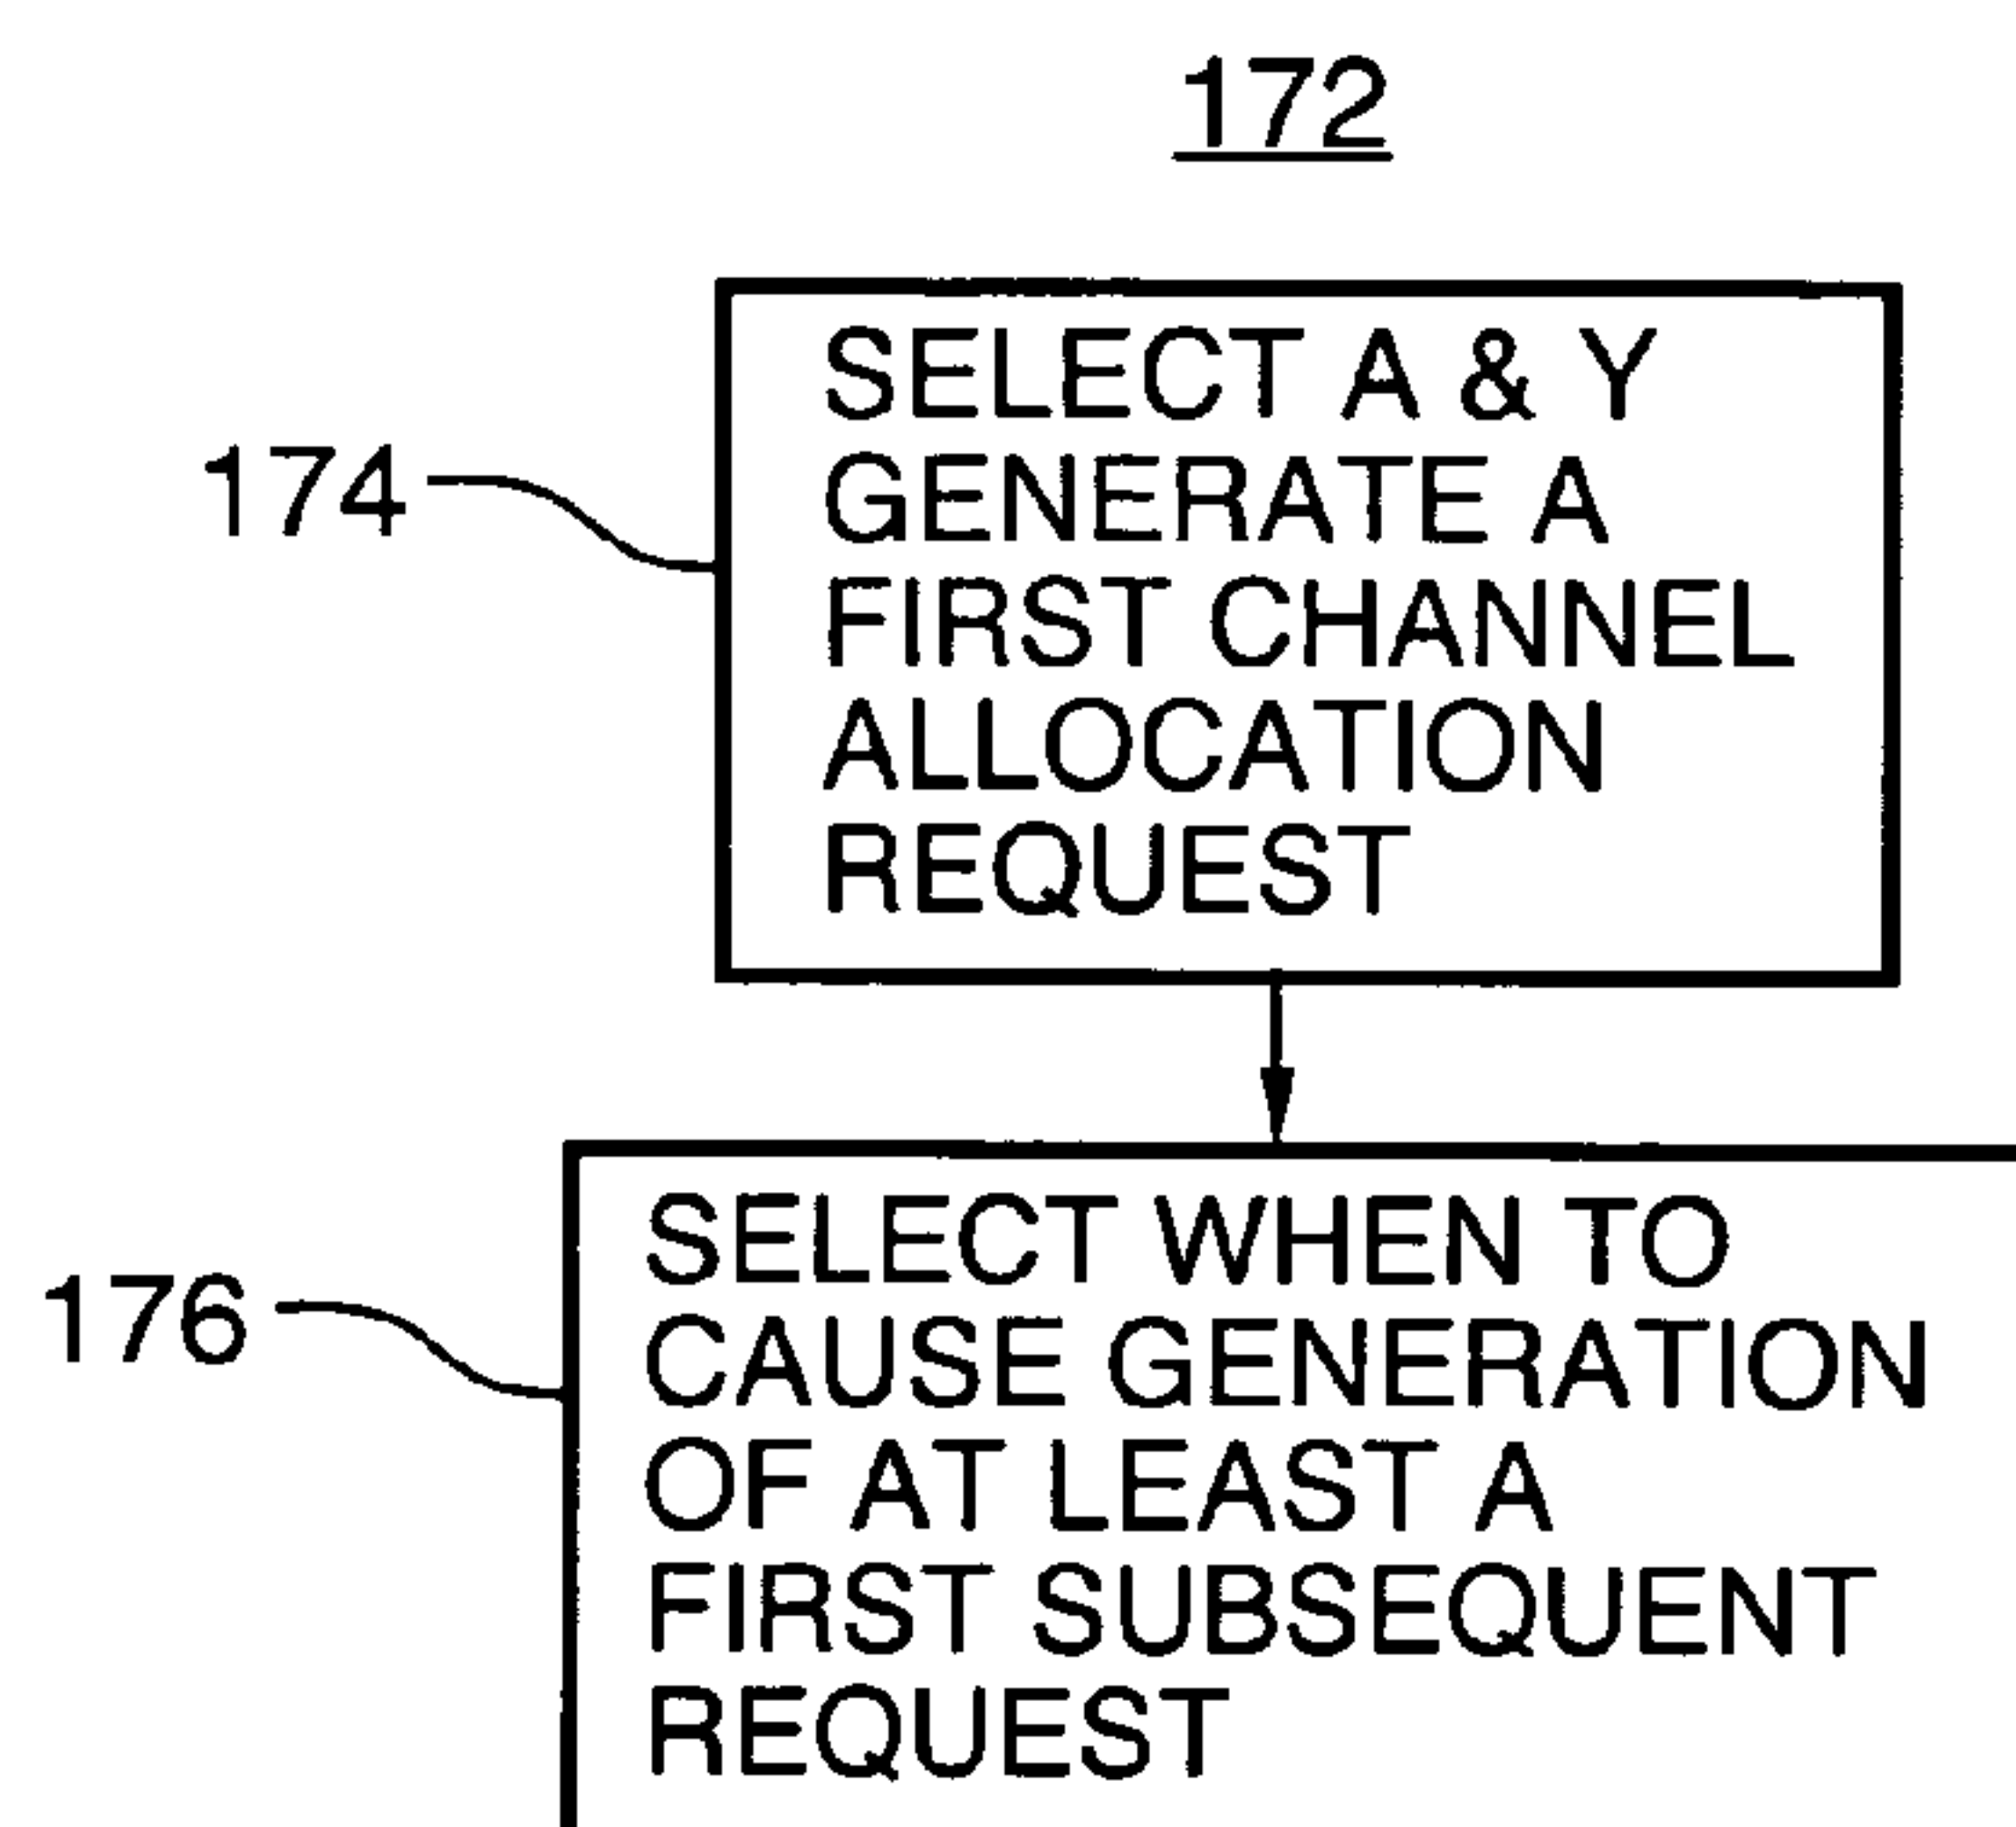 172
174
SELECT A & Y
GENERATE A
FIRST CHANNEL
ALLOCATION
REQUEST
176
SELECT WHEN TO
CAUSE GENERATION
OF AT LEAST A
FIRST SUBSEQUENT
REQUEST